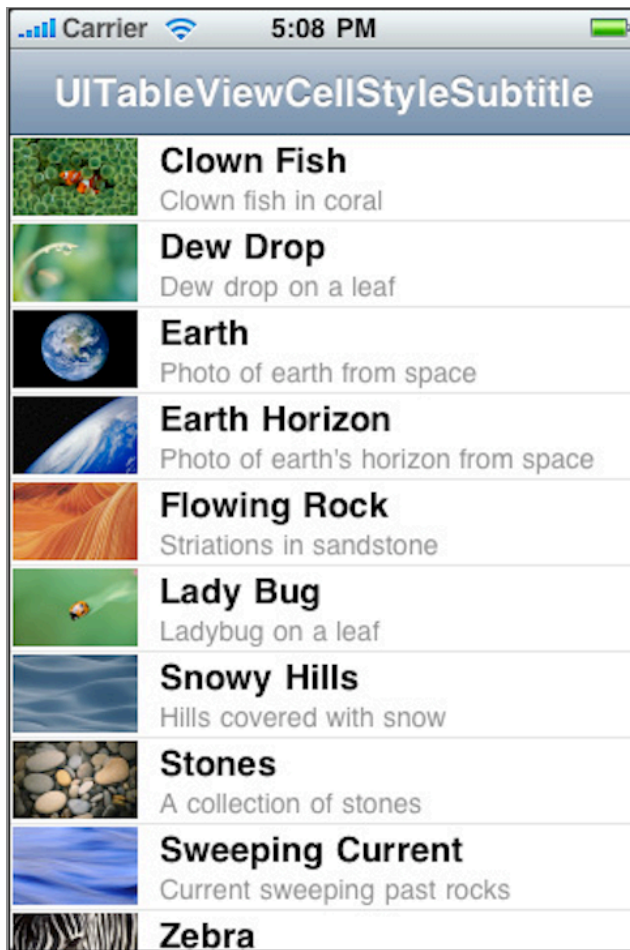 Carrier 5:08 PM
UITableViewCellStyleSubtitle
Clown Fish
Clown fish in coral
Dew Drop
Dew drop on a leaf
Earth
Photo of earth from space
Earth Horizon
Photo of earth's horizon from space
Flowing Rock
Striations in sandstone
Lady Bug
Ladybug on a leaf
Snowy Hills
Hills covered with snow
Stones
A collection of stones
Sweeping Current
Current sweeping past rocks
Zebra